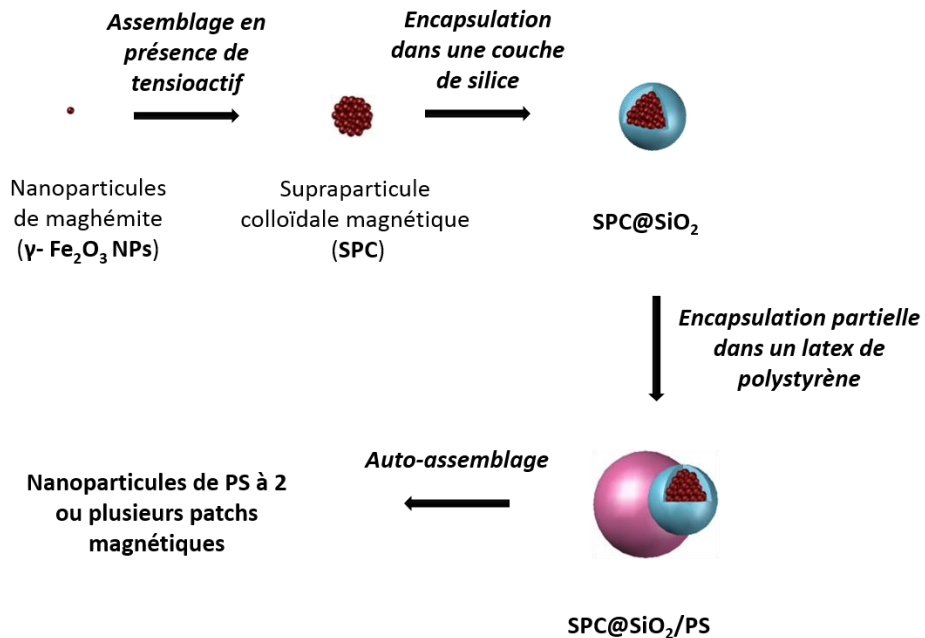 Assemblage en
présence de
tensioactif
Encapsulation
dans une couche
de silice
Nanoparticules
de maghémite
(γ- Fe₂O₃ NPs)
Supraparticule
colloïdale magnétique
(SPC)
SPC@SiO₂
Encapsulation partielle
dans un latex de
polystyrène
Auto-assemblage
Nanoparticules de PS à 2
ou plusieurs patchs
magnétiques
SPC@SiO₂/PS